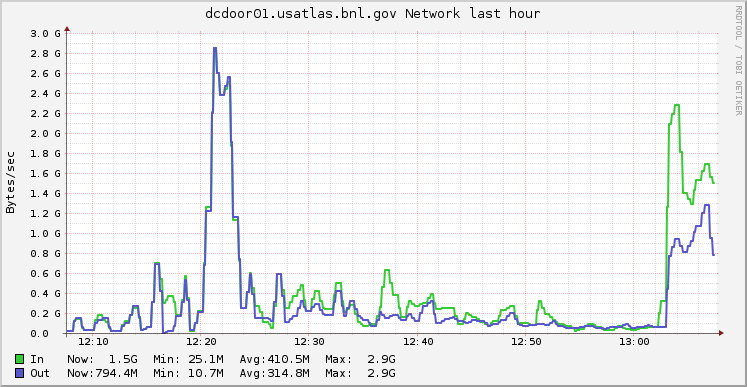 dcdoor01.usatlas.bnl.gov Network last hour
RRDTOOL / TOBI OETIKER
Bytes/sec
3.0 G
2.8 G
2.6 G
2.4 G
2.2 G
2.0 G
1.8 G
1.6 G
1.4 G
1.2 G
1.0 G
0.8 G
0.6 G
0.4 G
0.2 G
0.0
12:10 12:20 12:30 12:40 12:50 13:00
In Now: 1.5G Min: 25.1M Avg:410.5M Max: 2.9G
Out Now:794.4M Min: 10.7M Avg:314.8M Max: 2.9G